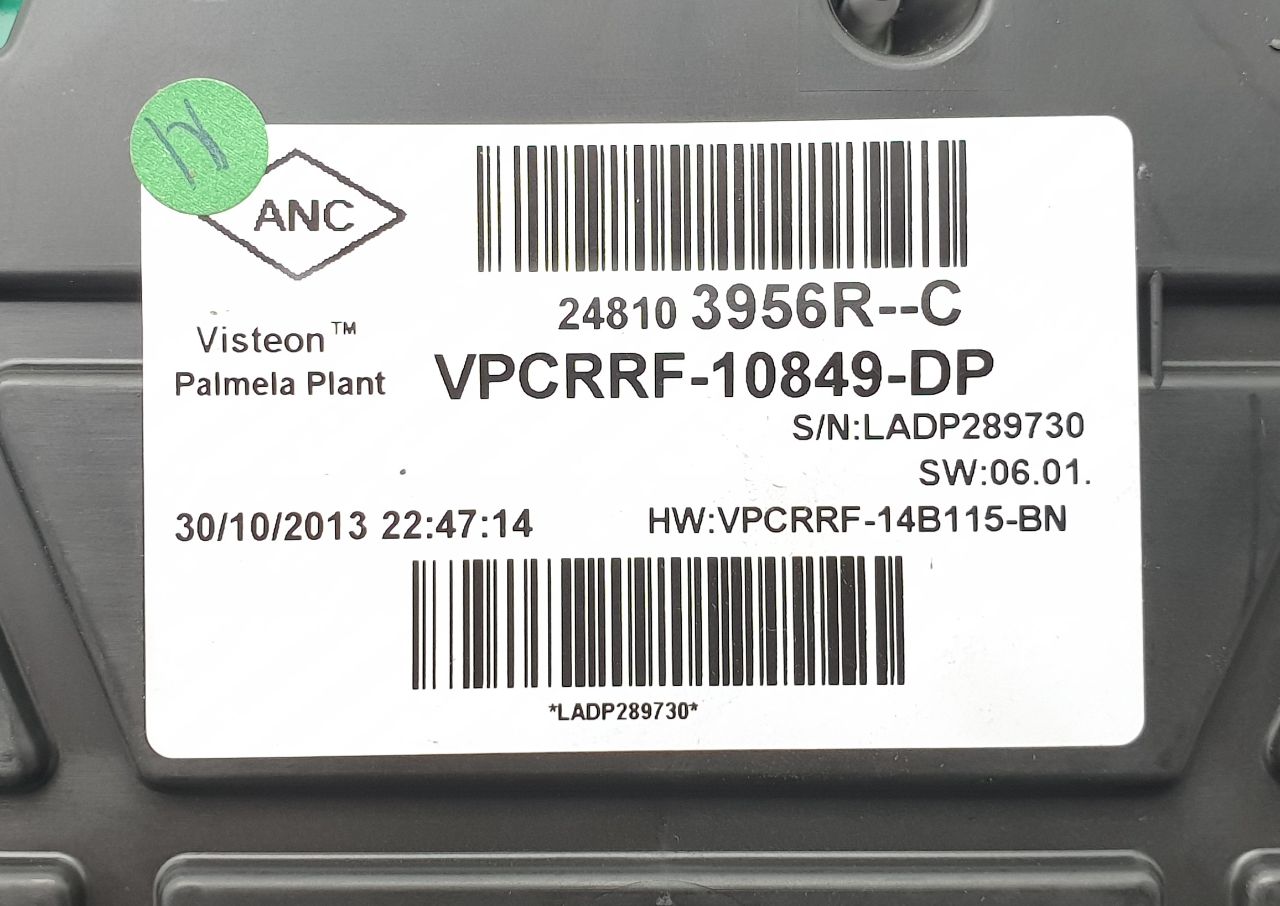 ANC
24810 3956R--C
Visteon™
Palmela Plant
VPCRRF-10849-DP
S/N:LADP289730
SW:06.01.
30/10/2013 22:47:14
HW:VPCRRF-14B115-BN
*LADP289730*